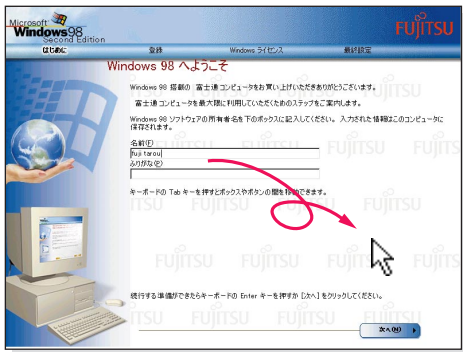 Microsoft
Windows98
Second Edition
FUJITSU
はじめに 登録 Windows ライセンス 最終設定
Windows 98 へようこそ
Windows 98 搭載の 富士通 コンピュータをお買い上げいただきありがとうございます。
富士通 コンピュータを最大限に利用していただくためのステップをご案内します。
Windows 98 ソフトウェアの所有者名を下のボックスに記入してください。 入力された情報はこのコンピュータに
保存されます。
名前(F)
fuji tarou
ふりがな(P)
キーボードの Tab キーを押すとボックスやボタンの間を移動できます。
続行する準備ができたらキーボードの Enter キーを押すか [次へ] をクリックしてください。
次へ(N)